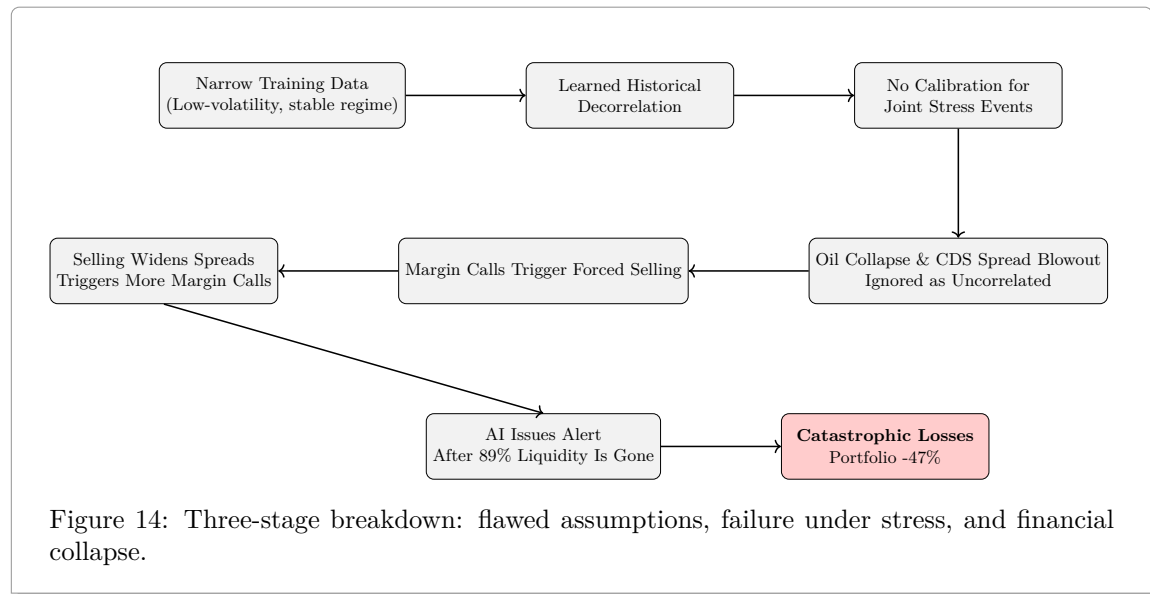 Narrow Training Data
(Low-volatility, stable regime)
Learned Historical
Decorrelation
No Calibration for
Joint Stress Events
Selling Widens Spreads
Triggers More Margin Calls
Margin Calls Trigger Forced Selling
Oil Collapse & CDS Spread Blowout
Ignored as Uncorrelated
AI Issues Alert
After 89% Liquidity Is Gone
Catastrophic Losses
Portfolio -47%
Figure 14: Three-stage breakdown: flawed assumptions, failure under stress, and financial
collapse.